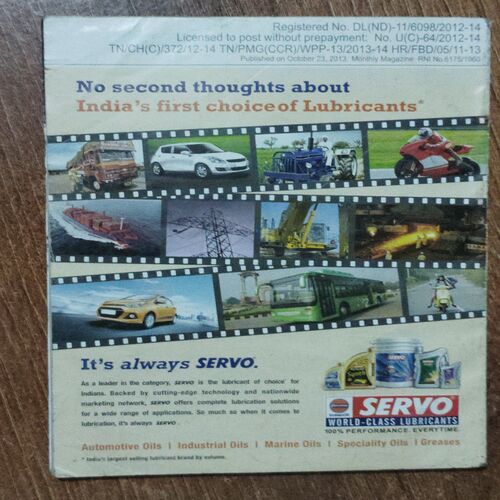 Registered No. DL(ND)-11/6098/2012-14
Licensed to post without prepayment: No. U(C)-64/2012-14
TN/CH(C)/372/12-14 TN/PMG(CCR)/WPP-13/2013-14 HR/FBD/05/11-13
Published on October 23, 2013. Monthly Magazine. RNI No.6175/1960
No second thoughts about
India's first choice of Lubricants*
It's always SERVO.
As a leader in the category, SERVO is the lubricant of choice* for
Indians. Backed by cutting-edge technology and nationwide
marketing network, SERVO offers complete lubrication solutions
for a wide range of applications. So much so when it comes to
lubrication, it's always SERVO.
SERVO
SERVO
WORLD-CLASS LUBRICANTS
100% PERFORMANCE. EVERYTIME.
Automotive Oils | Industrial Oils | Marine Oils | Speciality Oils | Greases
* India's largest selling lubricant brand by volume.